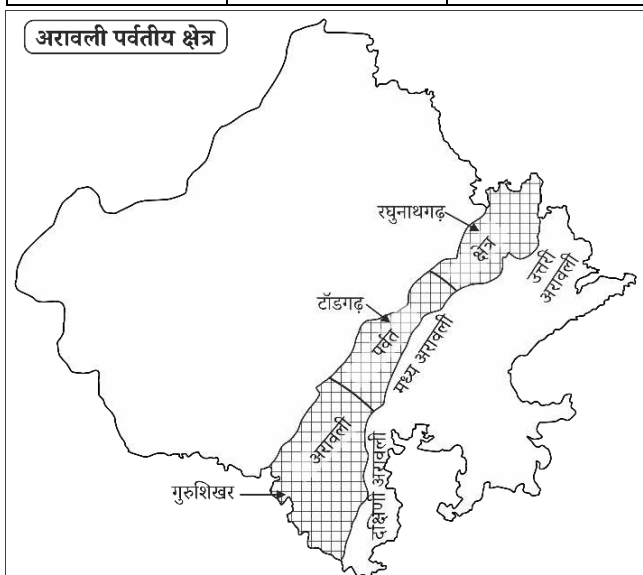 अरावली पर्वतीय क्षेत्र
रघुनाथगढ़
क्षेत्र
उत्तरी
अरावली
टॉडगढ़
पर्वत
मध्य अरावली
अरावली
दक्षिणी अरावली
गुरुशिखर